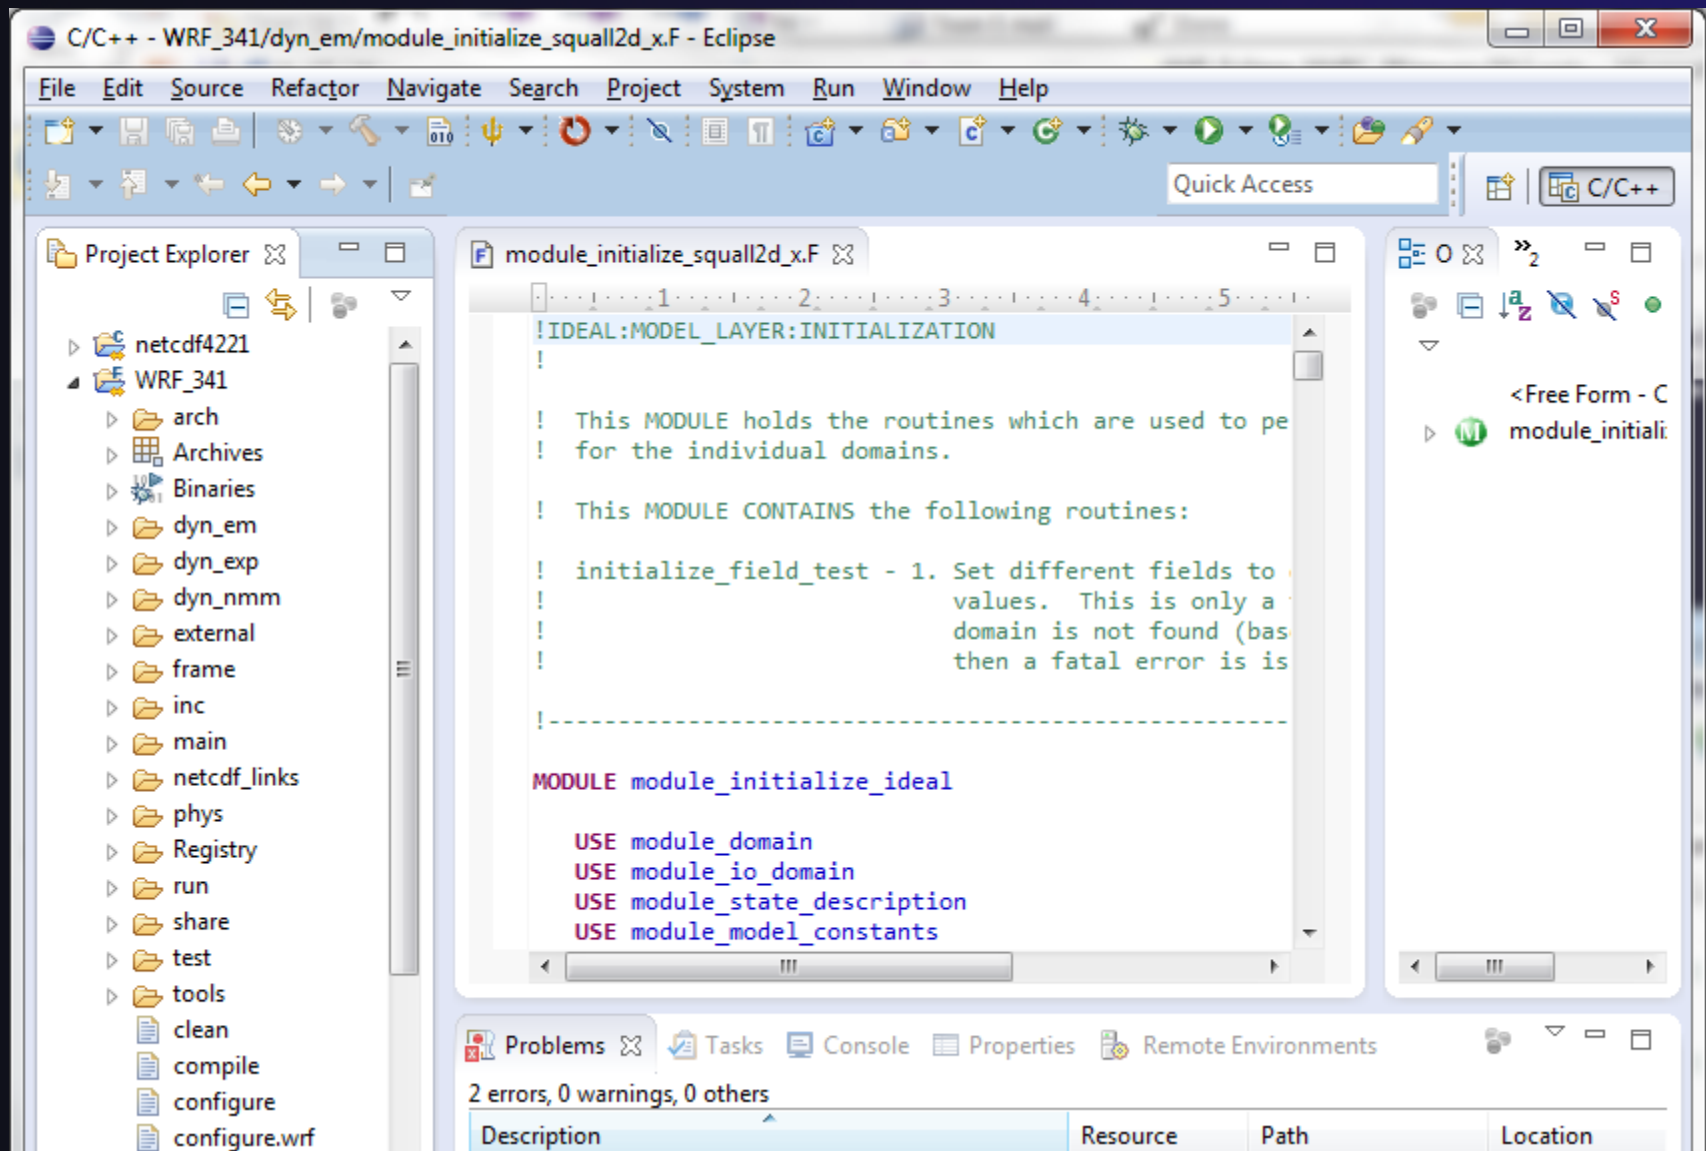 C/C++ - WRF_341/dyn_em/module_initialize_squall2d_x.F - Eclipse
File Edit Source Refactor Navigate Search Project System Run Window Help
Quick Access
C/C++
Project Explorer
netcdf4221
WRF_341
arch
Archives
Binaries
dyn_em
dyn_exp
dyn_nmm
external
frame
inc
main
netcdf_links
phys
Registry
run
share
test
tools
clean
compile
configure
configure.wrf
module_initialize_squall2d_x.F
1 2 3 4 5
!IDEAL:MODEL_LAYER:INITIALIZATION
!
!  This MODULE holds the routines which are used to pe
!  for the individual domains.
!  This MODULE CONTAINS the following routines:
!  initialize_field_test - 1. Set different fields to
!                             values.  This is only a
!                             domain is not found (bas
!                             then a fatal error is is
!-----------------------------------------------------
MODULE module_initialize_ideal
   USE module_domain
   USE module_io_domain
   USE module_state_description
   USE module_model_constants
O
»2
<Free Form - C
module_initiali
Problems Tasks Console Properties Remote Environments
2 errors, 0 warnings, 0 others
Description Resource Path Location